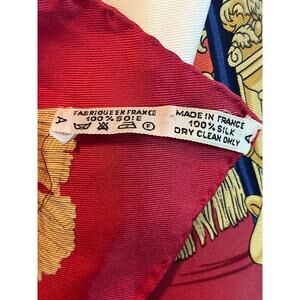 A
FABRIQUE EN FRANCE
100% SOIE
F
MADE IN FRANCE
100% SILK
DRY CLEAN ONLY
A